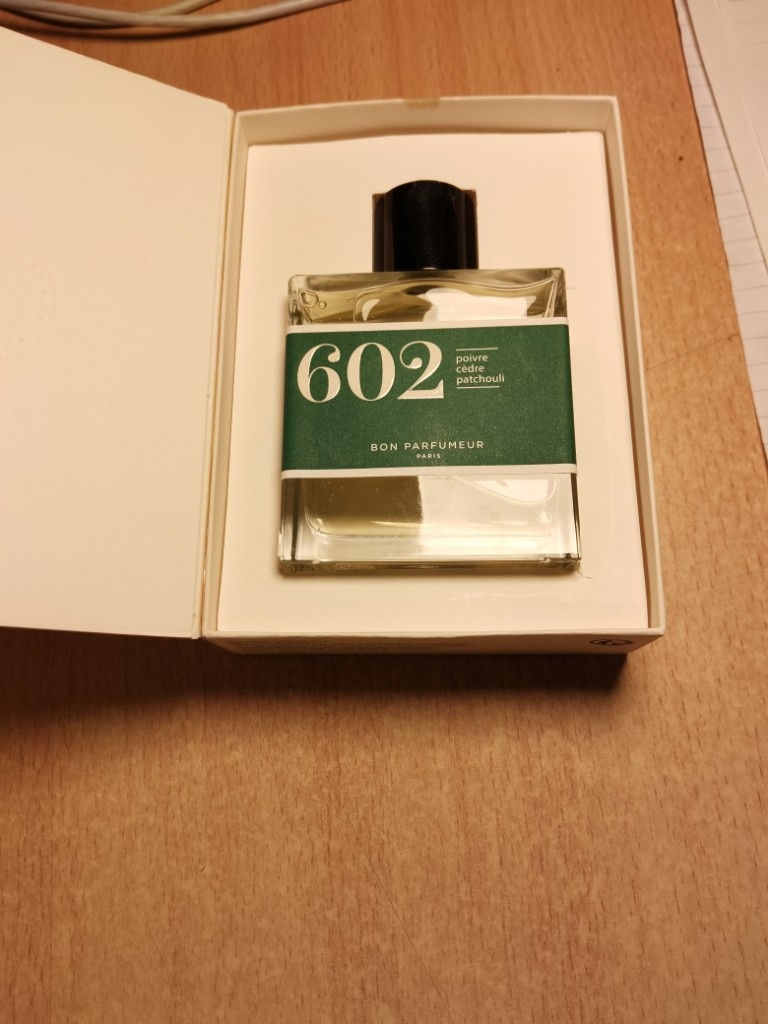 602
poivre
cèdre
patchouli
BON PARFUMEUR
PARIS